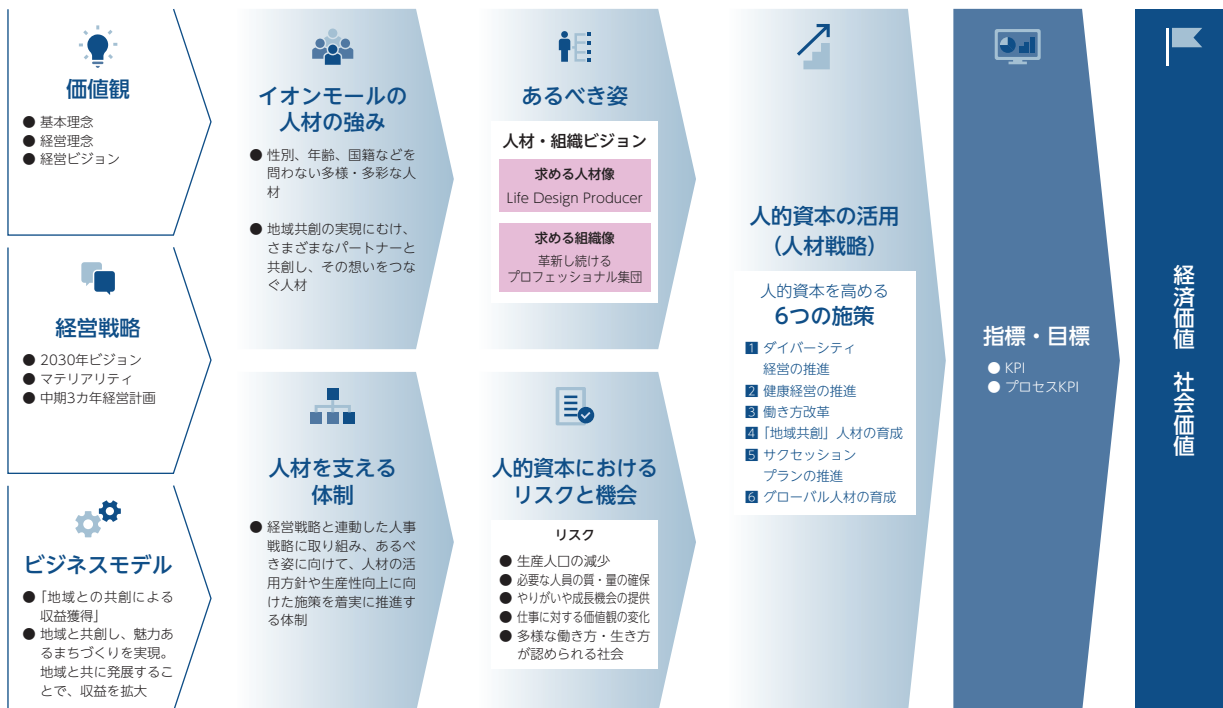 価値観
● 基本理念
● 経営理念
● 経営ビジョン
経営戦略
● 2030年ビジョン
● マテリアリティ
● 中期3カ年経営計画
ビジネスモデル
● 「地域との共創による
収益獲得」
● 地域と共創し、魅力あ
るまちづくりを実現。
地域と共に発展するこ
とで、収益を拡大
イオンモールの
人材の強み
● 性別、年齢、国籍などを
問わない多様・多彩な人
材
● 地域共創の実現にむけ、
さまざまなパートナーと
共創し、その想いをつな
ぐ人材
人材を支える
体制
● 経営戦略と連動した人事
戦略に取り組み、あるべ
き姿に向けて、人材の活
用方針や生産性向上に向
けた施策を着実に推進す
る体制
あるべき姿
人材・組織ビジョン
求める人材像
Life Design Producer
求める組織像
革新し続ける
プロフェッショナル集団
人的資本における
リスクと機会
リスク
● 生産人口の減少
● 必要な人員の質・量の確保
● やりがいや成長機会の提供
● 仕事に対する価値観の変化
● 多様な働き方・生き方
が認められる社会
人的資本の活用
（人材戦略）
人的資本を高める
6つの施策
1 ダイバーシティ
経営の推進
2 健康経営の推進
3 働き方改革
4 「地域共創」人材の育成
5 サクセッション
プランの推進
6 グローバル人材の育成
指標・目標
● KPI
● プロセスKPI
経済価値 社会価値